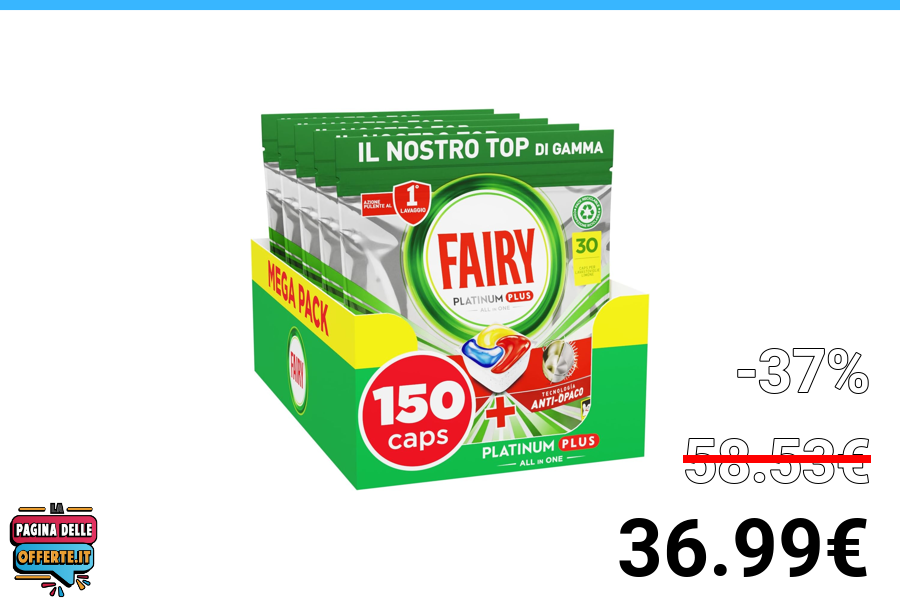 IL NOSTRO TOP DI GAMMA
AZIONE
PULENTE AL
1°
LAVAGGIO
FAIRY
PLATINUM PLUS
ALL in ONE
30
MEGA PACK
FAIRY
TECNOLOGIA
ANTI-OPACO
150
caps
PLATINUM PLUS
ALL IN ONE
-37%
58.53€
36.99€
LA
PAGINA DELLE
OFFERTE.IT